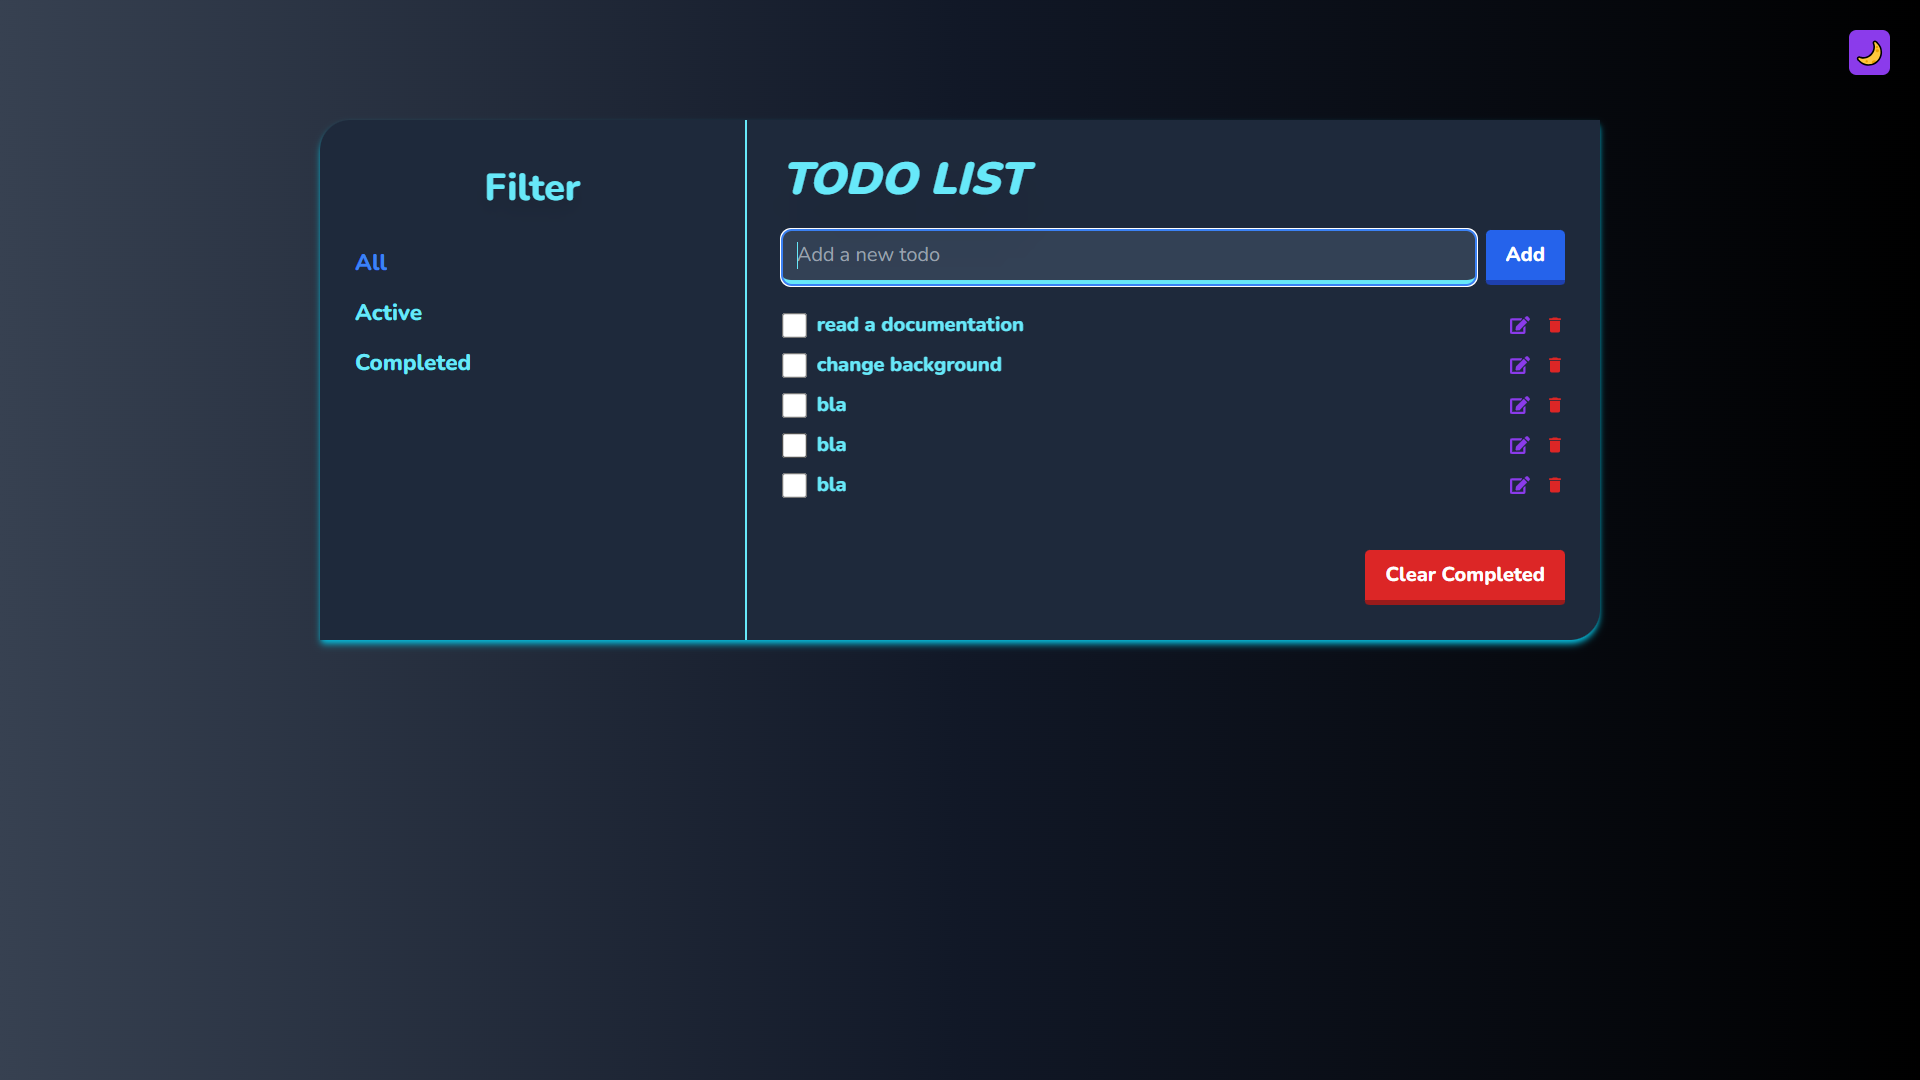 Filter
All
Active
Completed
TODO LIST
Add a new todo
Add
read a documentation
change background
bla
bla
bla
Clear Completed